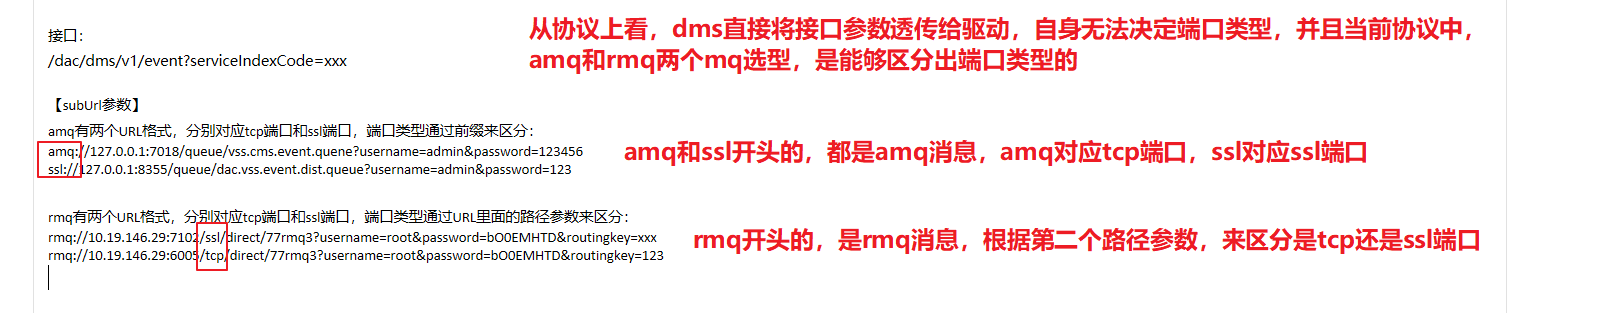 接口：
从协议上看，dms直接将接口参数透传给驱动，自身无法决定端口类型，并且当前协议中，
/dac/dms/v1/event?serviceIndexCode=xxx
amq和rmq两个mq选型，是能够区分出端口类型的
【subUrl参数】
amq有两个URL格式，分别对应tcp端口和ssl端口，端口类型通过前缀来区分：
amq://127.0.0.1:7018/queue/vss.cms.event.quene?username=admin&password=123456
amq和ssl开头的，都是amq消息，amq对应tcp端口，ssl对应ssl端口
ssl://127.0.0.1:8355/queue/dac.vss.event.dist.queue?username=admin&password=123
rmq有两个URL格式，分别对应tcp端口和ssl端口，端口类型通过URL里面的路径参数来区分：
rmq://10.19.146.29:7102/ssl/direct/77rmq3?username=root&password=bO0EMHTD&routingkey=xxx
rmq开头的，是rmq消息，根据第二个路径参数，来区分是tcp还是ssl端口
rmq://10.19.146.29:6005/tcp/direct/77rmq3?username=root&password=bO0EMHTD&routingkey=123